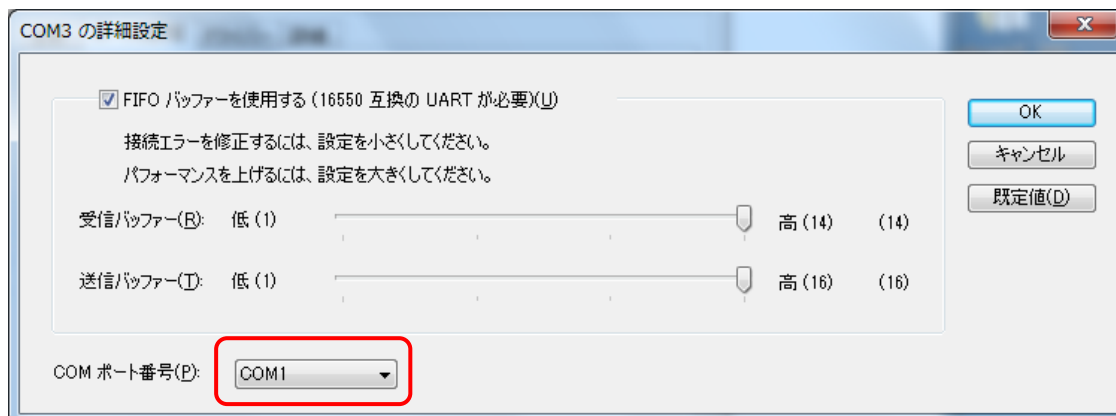 COM3 の詳細設定
FIFO バッファーを使用する (16550 互換の UART が必要)(U)
接続エラーを修正するには、設定を小さくしてください。
パフォーマンスを上げるには、設定を大きくしてください。
受信バッファー(R): 低 (1) 高 (14) (14)
送信バッファー(T): 低 (1) 高 (16) (16)
COM ポート番号(P): COM1
OK
キャンセル
既定値(D)